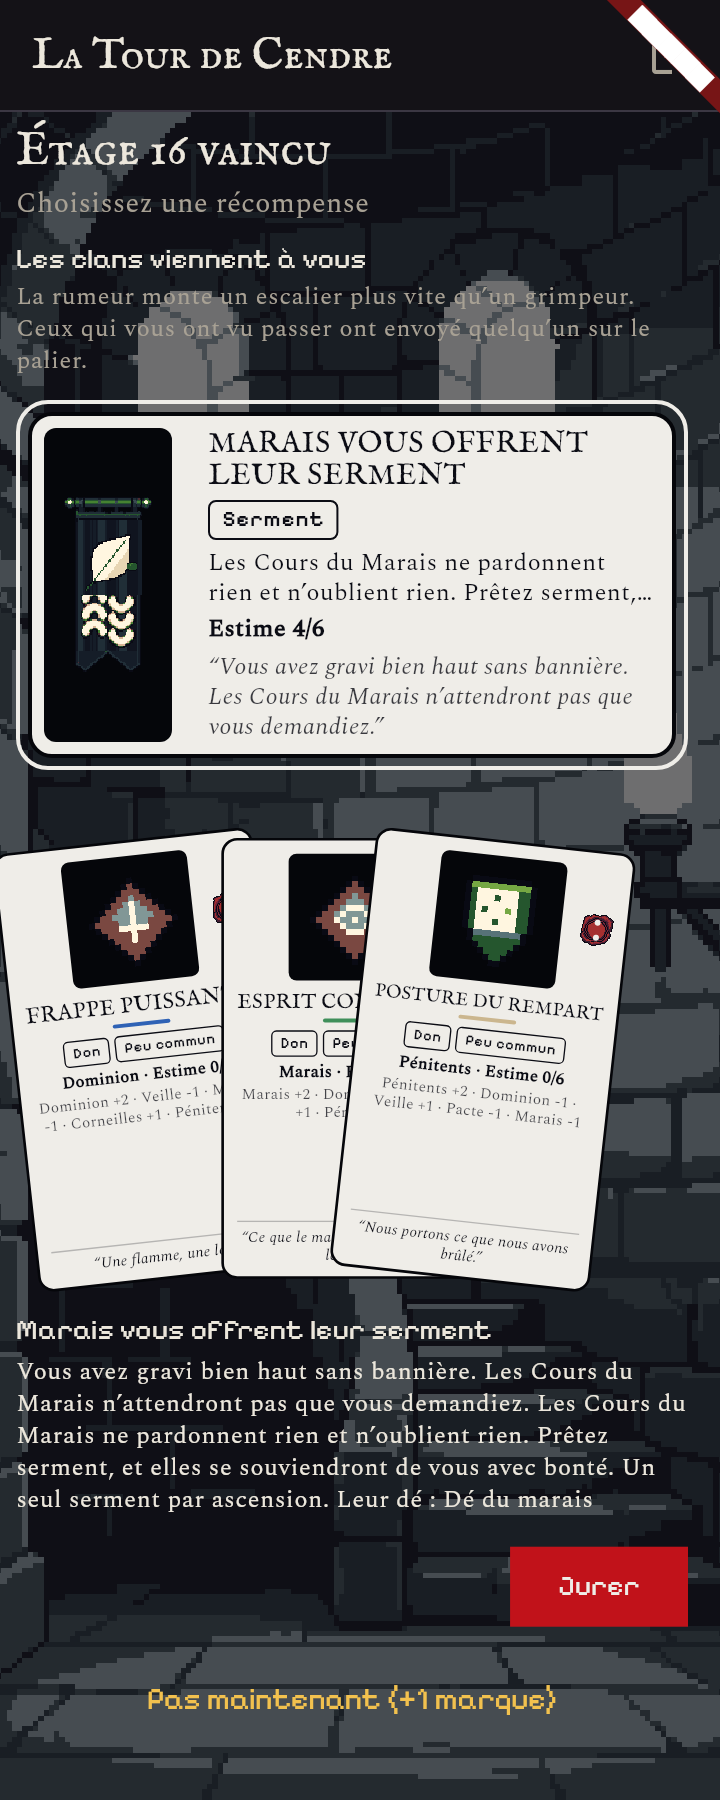 La Tour de Cendre
Étage 16 vaincu
Choisissez une récompense
Les clans viennent à vous
La rumeur monte un escalier plus vite qu’un grimpeur.
Ceux qui vous ont vu passer ont envoyé quelqu’un sur le
palier.
MARAIS VOUS OFFRENT
LEUR SERMENT
Serment
Les Cours du Marais ne pardonnent
rien et n’oublient rien. Prêtez serment,…
Estime 4/6
“Vous avez gravi bien haut sans bannière.
Les Cours du Marais n’attendront pas que
vous demandiez.”
FRAPPE
Don
Peu commun
Dominion · Estime
Dominion +2 · Veille -1 ·
-1 · Corneilles +1 ·
“Une flamme, une
ESPRIT
Don
Marais ·
Marais +2 ·
+1 ·
“Ce que le
POSTURE DU REMPART
Don
Peu commun
Pénitents · Estime 0/6
Pénitents +2 · Dominion -1 ·
Veille +1 · Pacte -1 · Marais -1
“Nous portons ce que nous avons
brûlé.”
Marais vous offrent leur serment
Vous avez gravi bien haut sans bannière. Les Cours du
Marais n’attendront pas que vous demandiez. Les Cours du
Marais ne pardonnent rien et n’oublient rien. Prêtez
serment, et elles se souviendront de vous avec bonté. Un
seul serment par ascension. Leur dé : Dé du marais
Jurer
Pas maintenant (+1 marque)